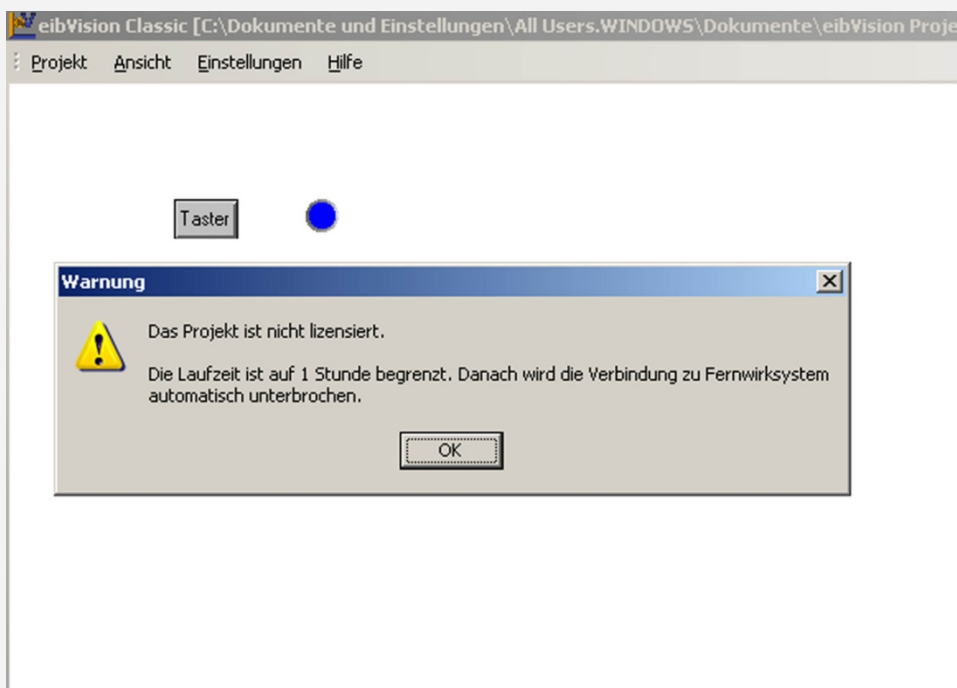 eibVision Classic [C:\Dokumente und Einstellungen\All Users.WINDOWS\Dokumente\eibVision Proje
Projekt Ansicht Einstellungen Hilfe
Taster
Warnung
Das Projekt ist nicht lizensiert.
Die Laufzeit ist auf 1 Stunde begrenzt. Danach wird die Verbindung zu Fernwirksystem
automatisch unterbrochen.
OK